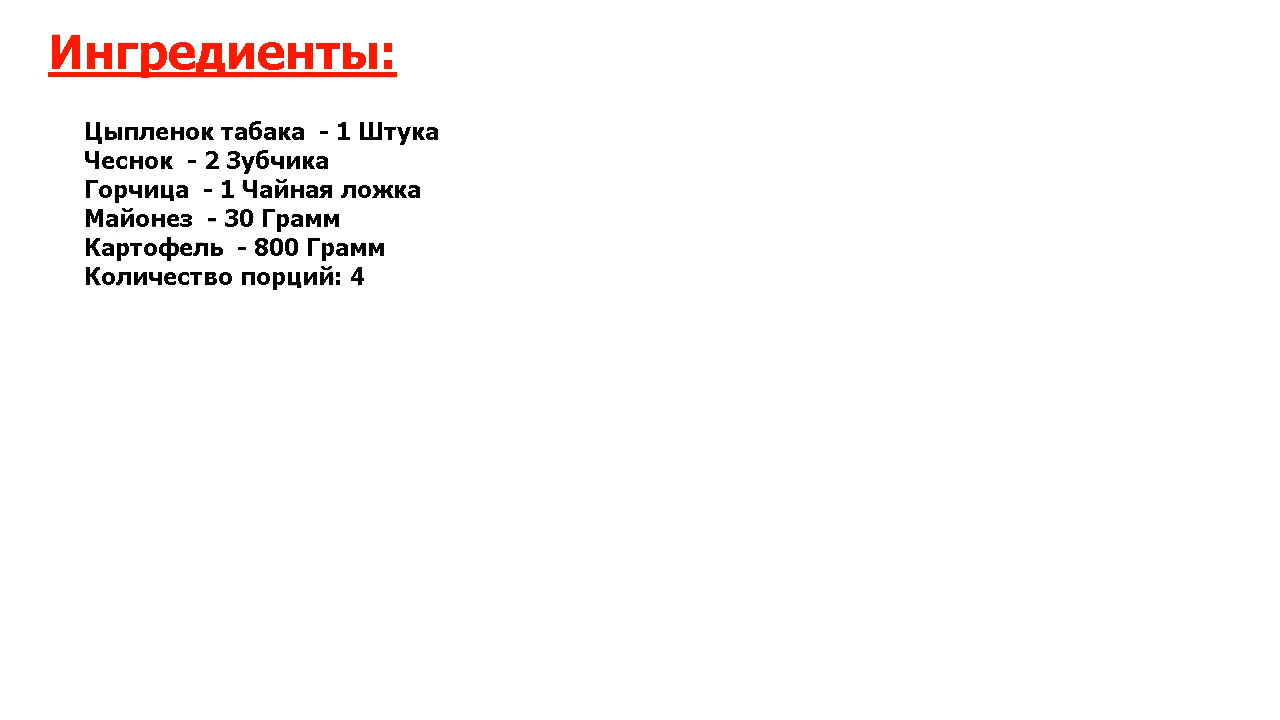 Ингредиенты:
Цыпленок табака  - 1 Штука
Чеснок  - 2 Зубчика
Горчица  - 1 Чайная ложка
Майонез  - 30 Грамм
Картофель  - 800 Грамм
Количество порций: 4